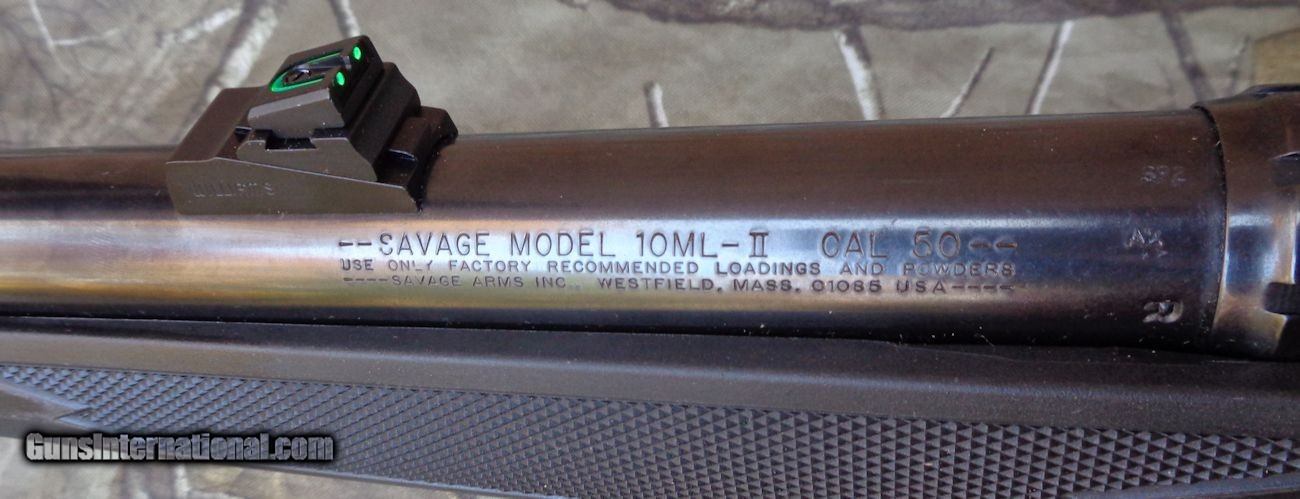 --SAVAGE MODEL 10ML-II CAL 50--
USE ONLY FACTORY RECOMMENDED LOADINGS AND POWDERS
----SAVAGE ARMS INC., WESTFIELD, MASS. 01085 USA----
GunsInternational.com